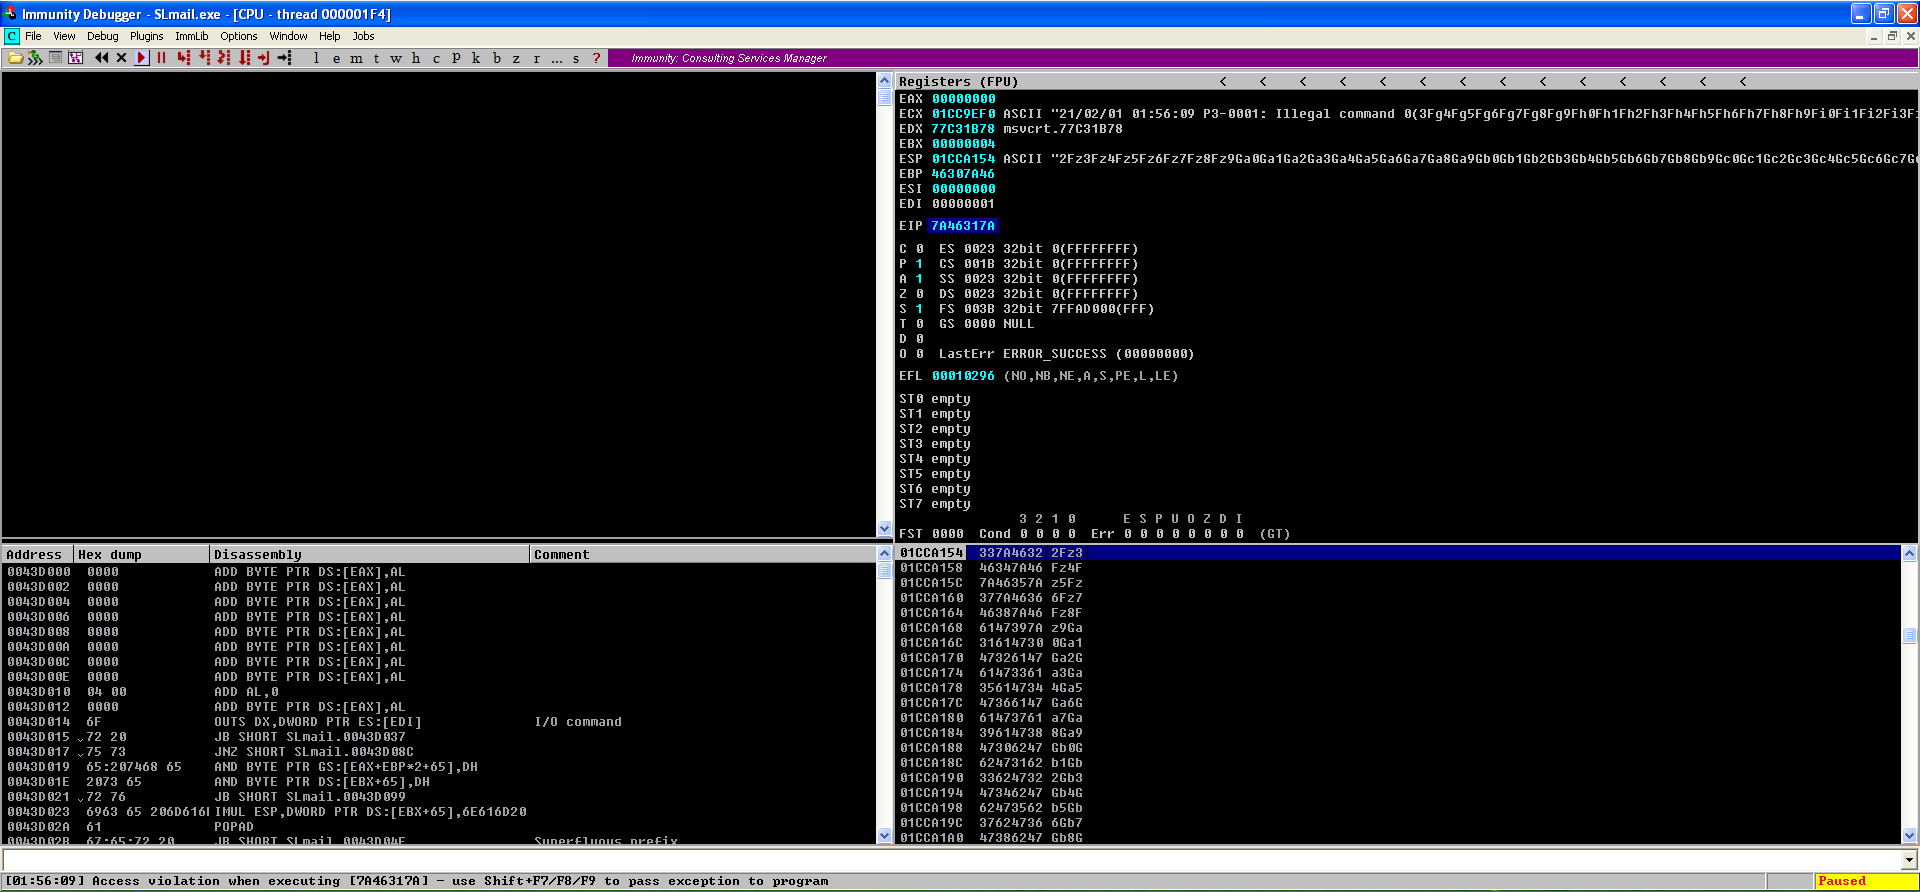 Immunity Debugger - SLmail.exe - [CPU - thread 000001F4]
C File View Debug Plugins ImmLib Options Window Help Jobs
l e m t w h c P k b z r ... s ? Immunity: Consulting Services Manager
Registers (FPU) < < < < < < < < < < < < < <
EAX 00000000
ECX 01CC9EF0 ASCII "21/02/01 01:56:09 P3-0001: Illegal command 0(3Fg4Fg5Fg6Fg7Fg8Fg9Fh0Fh1Fh2Fh3Fh4Fh5Fh6Fh7Fh8Fh9Fi0Fi1Fi2Fi3F
EDX 77C31B78 msvcrt.77C31B78
EBX 00000004
ESP 01CCA154 ASCII "2Fz3Fz4Fz5Fz6Fz7Fz8Fz9Ga0Ga1Ga2Ga3Ga4Ga5Ga6Ga7Ga8Ga9Gb0Gb1Gb2Gb3Gb4Gb5Gb6Gb7Gb8Gb9Gc0Gc1Gc2Gc3Gc4Gc5Gc6Gc7G
EBP 46307A46
ESI 00000000
EDI 00000001
EIP 7A46317A
C 0 ES 0023 32bit 0(FFFFFFFF)
P 1 CS 001B 32bit 0(FFFFFFFF)
A 1 SS 0023 32bit 0(FFFFFFFF)
Z 0 DS 0023 32bit 0(FFFFFFFF)
S 1 FS 003B 32bit 7FFAD000(FFF)
T 0 GS 0000 NULL
D 0
O 0 LastErr ERROR_SUCCESS (00000000)
EFL 00010296 (NO,NB,NE,A,S,PE,L,LE)
ST0 empty
ST1 empty
ST2 empty
ST3 empty
ST4 empty
ST5 empty
ST6 empty
ST7 empty
3 2 1 0 E S P U O Z D I
FST 0000 Cond 0 0 0 0 Err 0 0 0 0 0 0 0 0 (GT)
Address Hex dump Disassembly Comment
0043D000 0000 ADD BYTE PTR DS:[EAX],AL
0043D002 0000 ADD BYTE PTR DS:[EAX],AL
0043D004 0000 ADD BYTE PTR DS:[EAX],AL
0043D006 0000 ADD BYTE PTR DS:[EAX],AL
0043D008 0000 ADD BYTE PTR DS:[EAX],AL
0043D00A 0000 ADD BYTE PTR DS:[EAX],AL
0043D00C 0000 ADD BYTE PTR DS:[EAX],AL
0043D00E 0000 ADD BYTE PTR DS:[EAX],AL
0043D010 04 00 ADD AL,0
0043D012 0000 ADD BYTE PTR DS:[EAX],AL
0043D014 6F OUTS DX,DWORD PTR ES:[EDI] I/O command
0043D015 72 20 JB SHORT SLmail.0043D037
0043D017 75 73 JNZ SHORT SLmail.0043D08C
0043D019 65:207468 65 AND BYTE PTR GS:[EAX+EBP*2+65],DH
0043D01E 2073 65 AND BYTE PTR DS:[EBX+65],DH
0043D021 72 76 JB SHORT SLmail.0043D099
0043D023 6963 65 206D616 IMUL ESP,DWORD PTR DS:[EBX+65],6E616D20
0043D02A 61 POPAD
0043D02B 67:65:72 20 JB SHORT SLmail.0043D04E Superfluous prefix
01CCA154 337A4632 2Fz3
01CCA158 46347A46 Fz4F
01CCA15C 7A46357A z5Fz
01CCA160 377A4636 6Fz7
01CCA164 46387A46 Fz8F
01CCA168 6147397A z9Ga
01CCA16C 31614730 0Ga1
01CCA170 47326147 Ga2G
01CCA174 61473361 a3Ga
01CCA178 35614734 4Ga5
01CCA17C 47366147 Ga6G
01CCA180 61473761 a7Ga
01CCA184 39614738 8Ga9
01CCA188 47306247 Gb0G
01CCA18C 62473162 b1Gb
01CCA190 33624732 2Gb3
01CCA194 47346247 Gb4G
01CCA198 62473562 b5Gb
01CCA19C 37624736 6Gb7
01CCA1A0 47386247 Gb8G
[01:56:09] Access violation when executing [7A46317A] - use Shift+F7/F8/F9 to pass exception to program
Paused